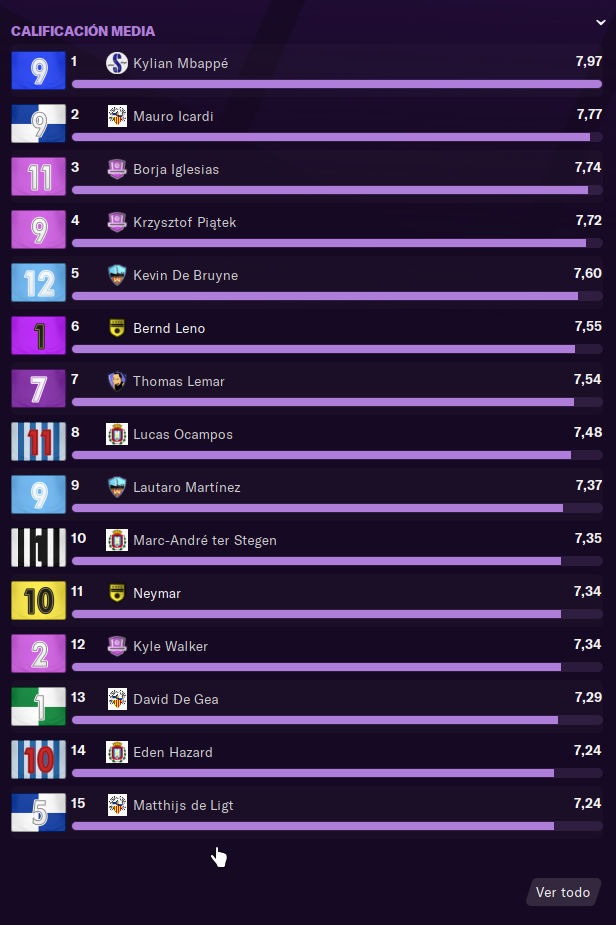 CALIFICACIÓN MEDIA
9 1 Kylian Mbappé 7,97
9 2 Mauro Icardi 7,77
11 3 Borja Iglesias 7,74
9 4 Krzysztof Piątek 7,72
12 5 Kevin De Bruyne 7,60
1 6 Bernd Leno 7,55
7 7 Thomas Lemar 7,54
11 8 Lucas Ocampos 7,48
9 9 Lautaro Martínez 7,37
1 10 Marc-André ter Stegen 7,35
10 11 Neymar 7,34
2 12 Kyle Walker 7,34
1 13 David De Gea 7,29
10 14 Eden Hazard 7,24
5 15 Matthijs de Ligt 7,24
Ver todo